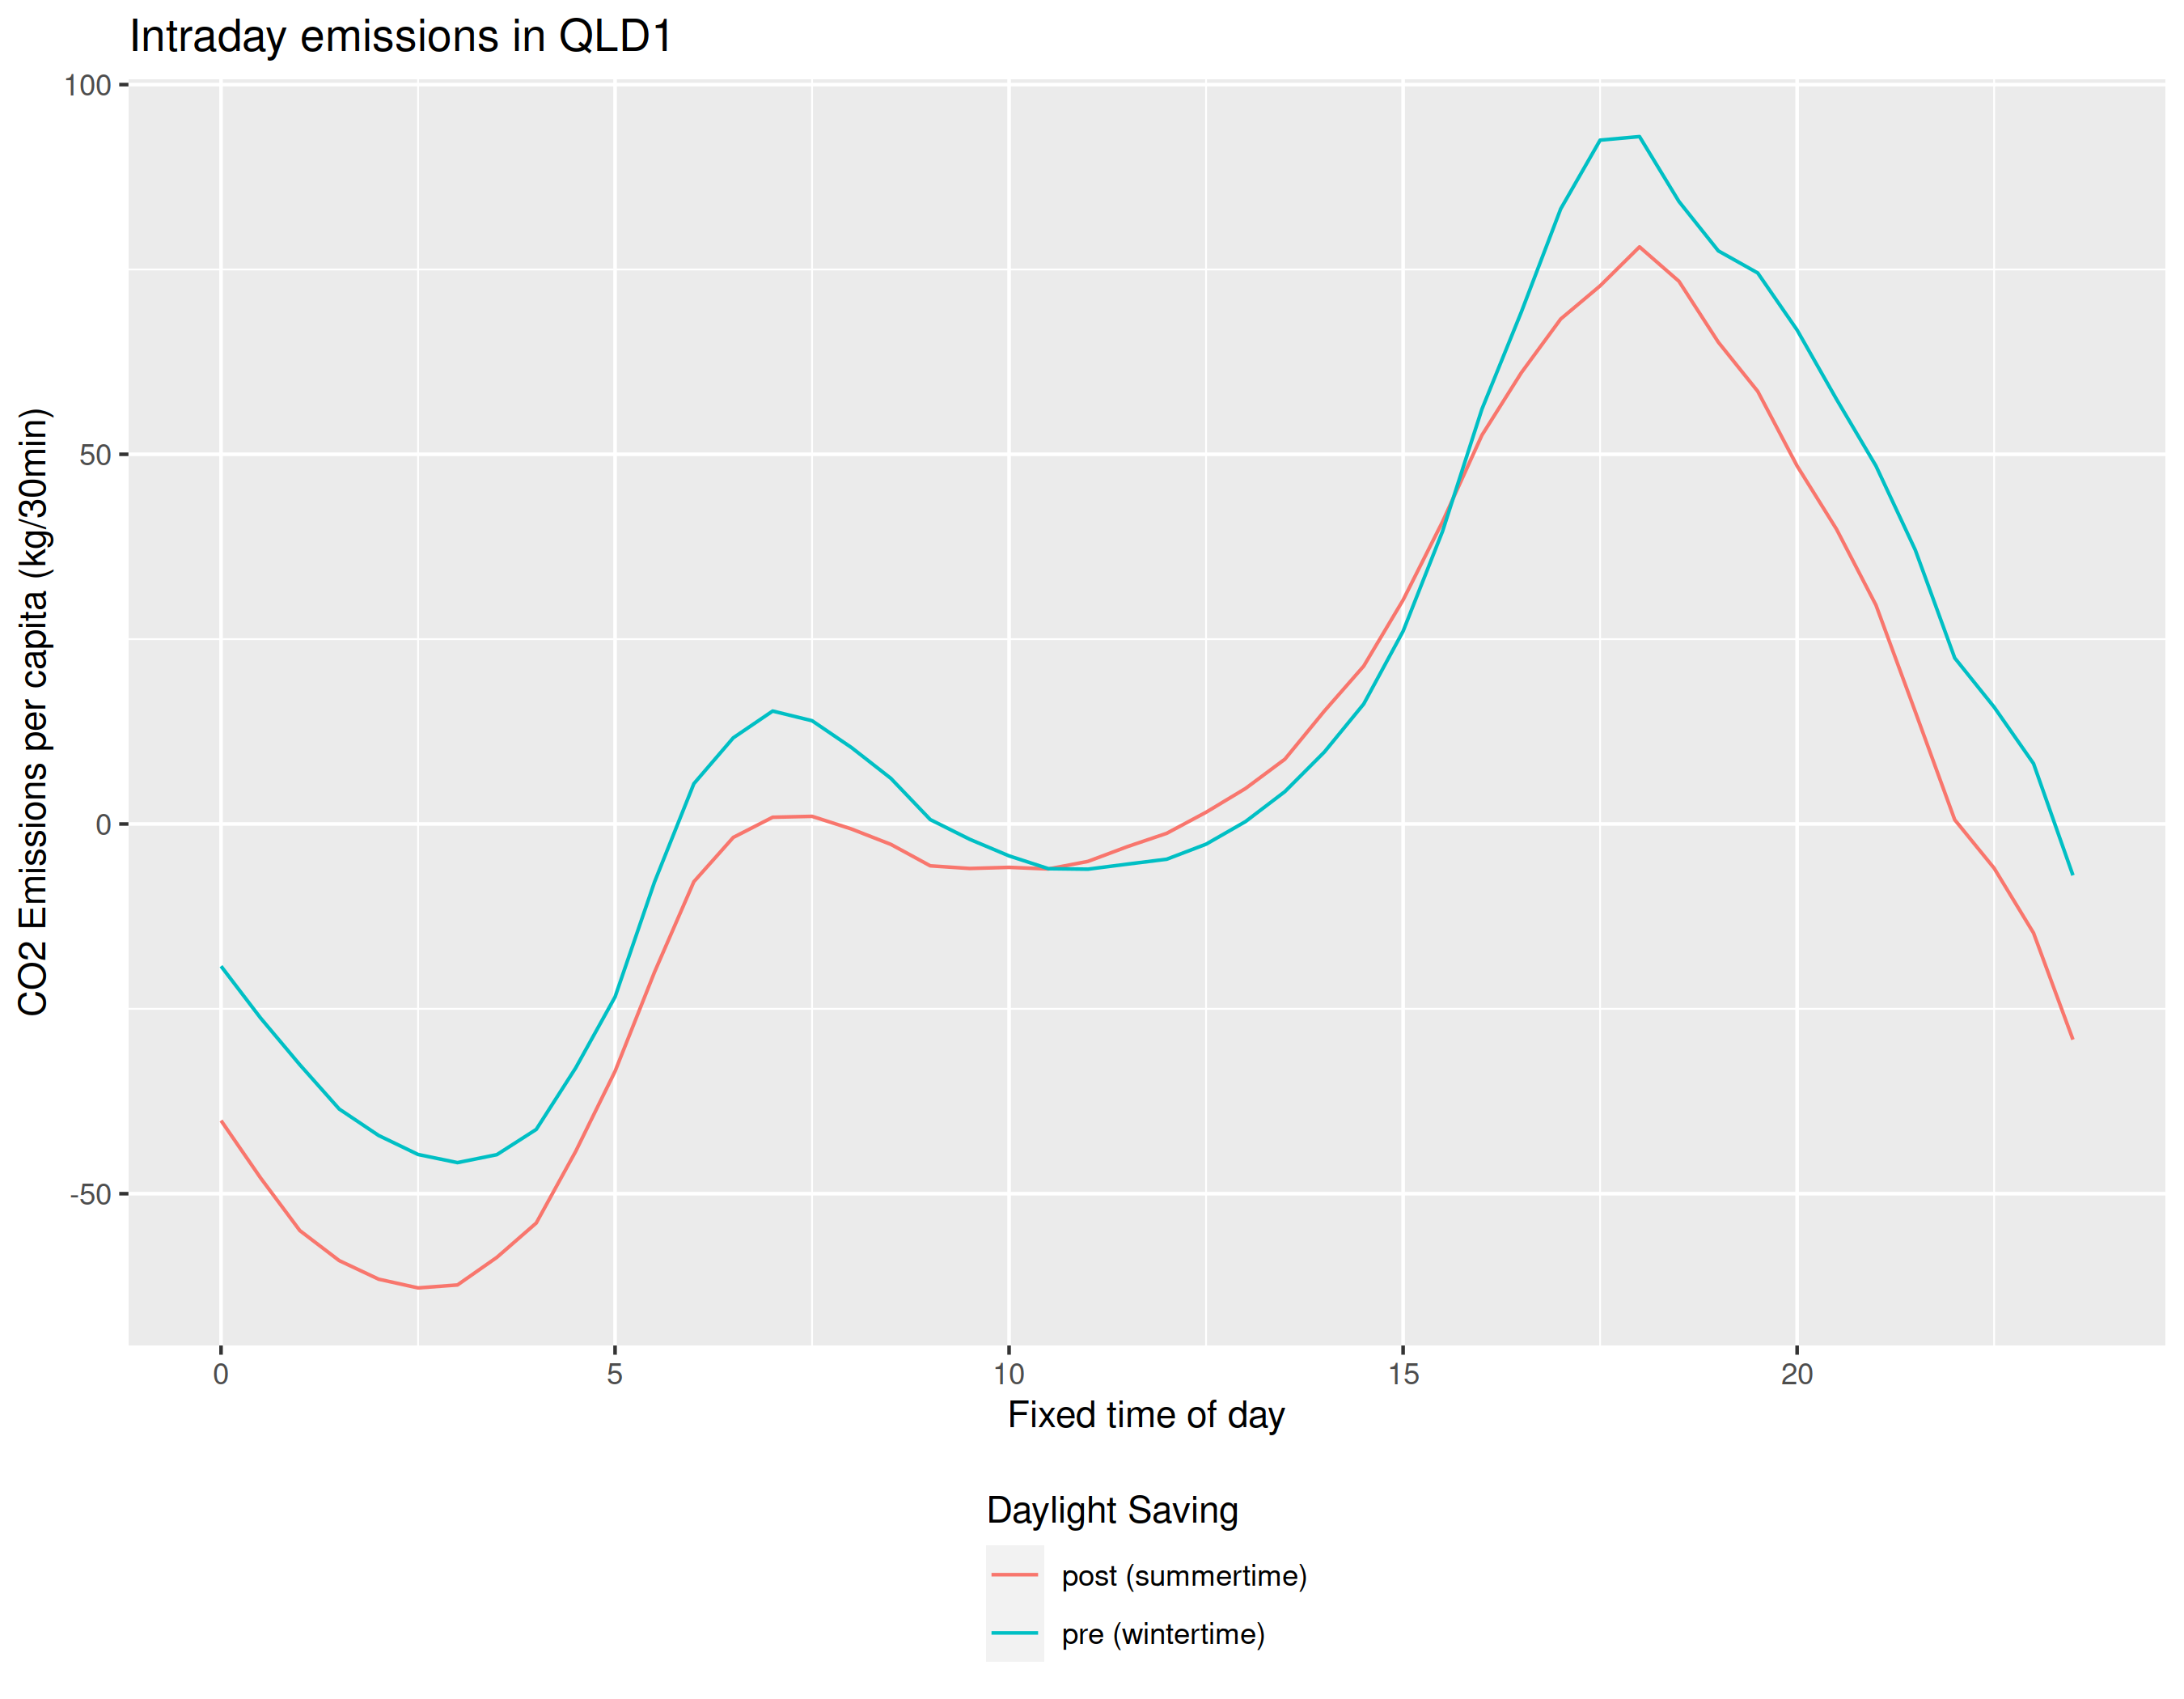 Intraday emissions in QLD1
CO2 Emissions per capita (kg/30min)
100
50
0
-50
0 5 10 15 20
Fixed time of day
Daylight Saving
post (summertime)
pre (wintertime)